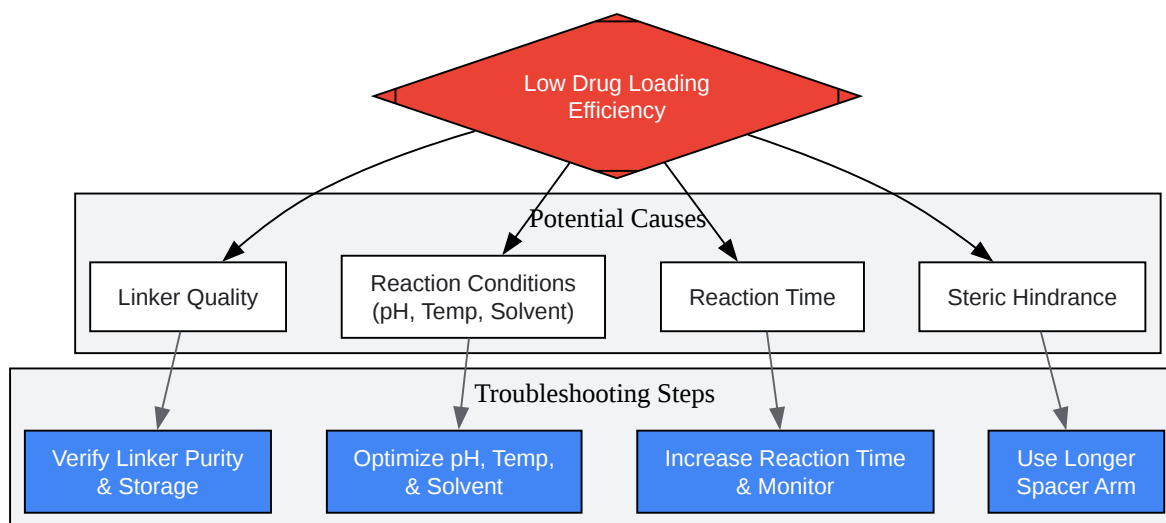 Low Drug Loading
Efficiency
Potential Causes
Linker Quality
Reaction Conditions
(pH, Temp, Solvent)
Reaction Time
Steric Hindrance
Troubleshooting Steps
Verify Linker Purity
& Storage
Optimize pH, Temp,
& Solvent
Increase Reaction Time
& Monitor
Use Longer
Spacer Arm